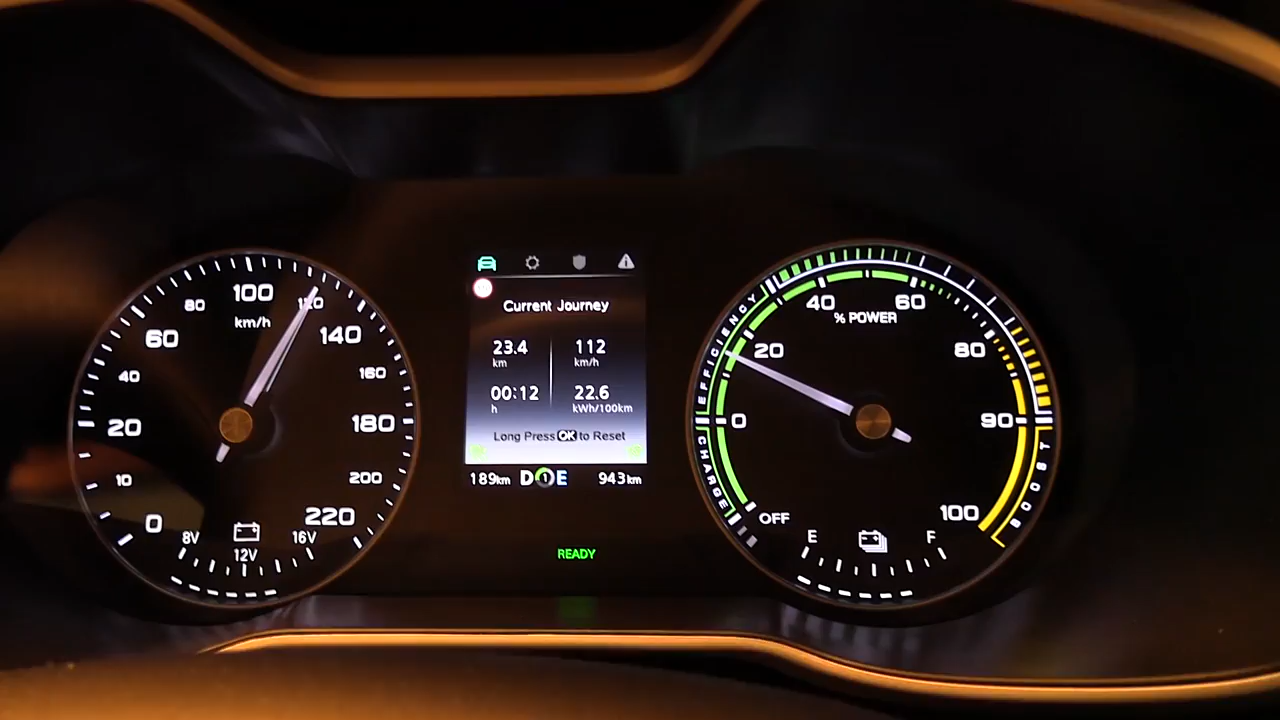 0
10
20
40
60
80
100
120
140
160
180
200
220
km/h
8V
12V
16V
Current Journey
23.4 112
km km/h
00:12 22.6
h kWh/100km
Long Press OK to Reset
189km D 1 E 943km
READY
OFF
0
20
40
60
80
90
100
% POWER
CHARGE
EFFICIENCY
BOOST
E F